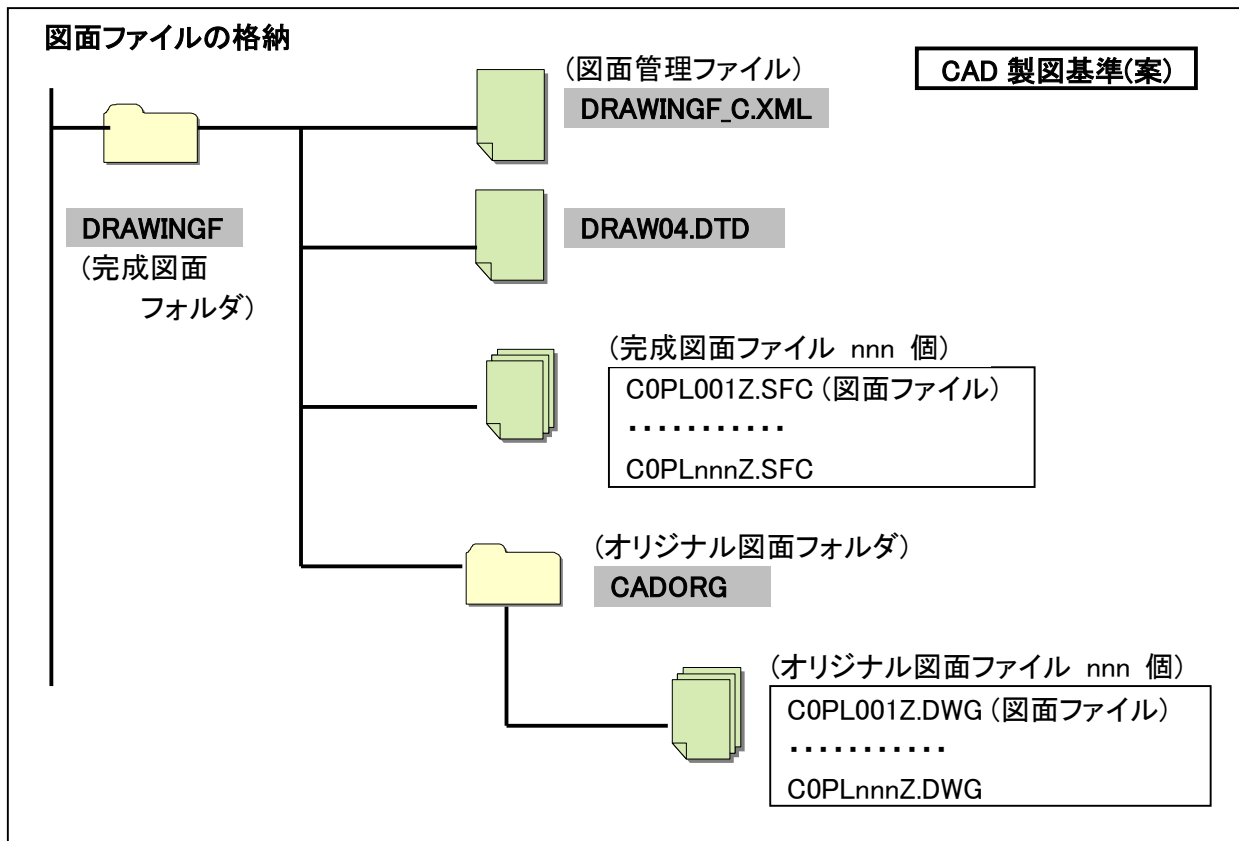 図面ファイルの格納
CAD 製図基準(案)
(図面管理ファイル)
DRAWINGF_C.XML
DRAWINGF
(完成図面
フォルダ)
DRAW04.DTD
(完成図面ファイル nnn 個)
C0PL001Z.SFC (図面ファイル)
・・・・・・・・・・・
C0PLnnnZ.SFC
(オリジナル図面フォルダ)
CADORG
(オリジナル図面ファイル nnn 個)
C0PL001Z.DWG (図面ファイル)
・・・・・・・・・・・
C0PLnnnZ.DWG